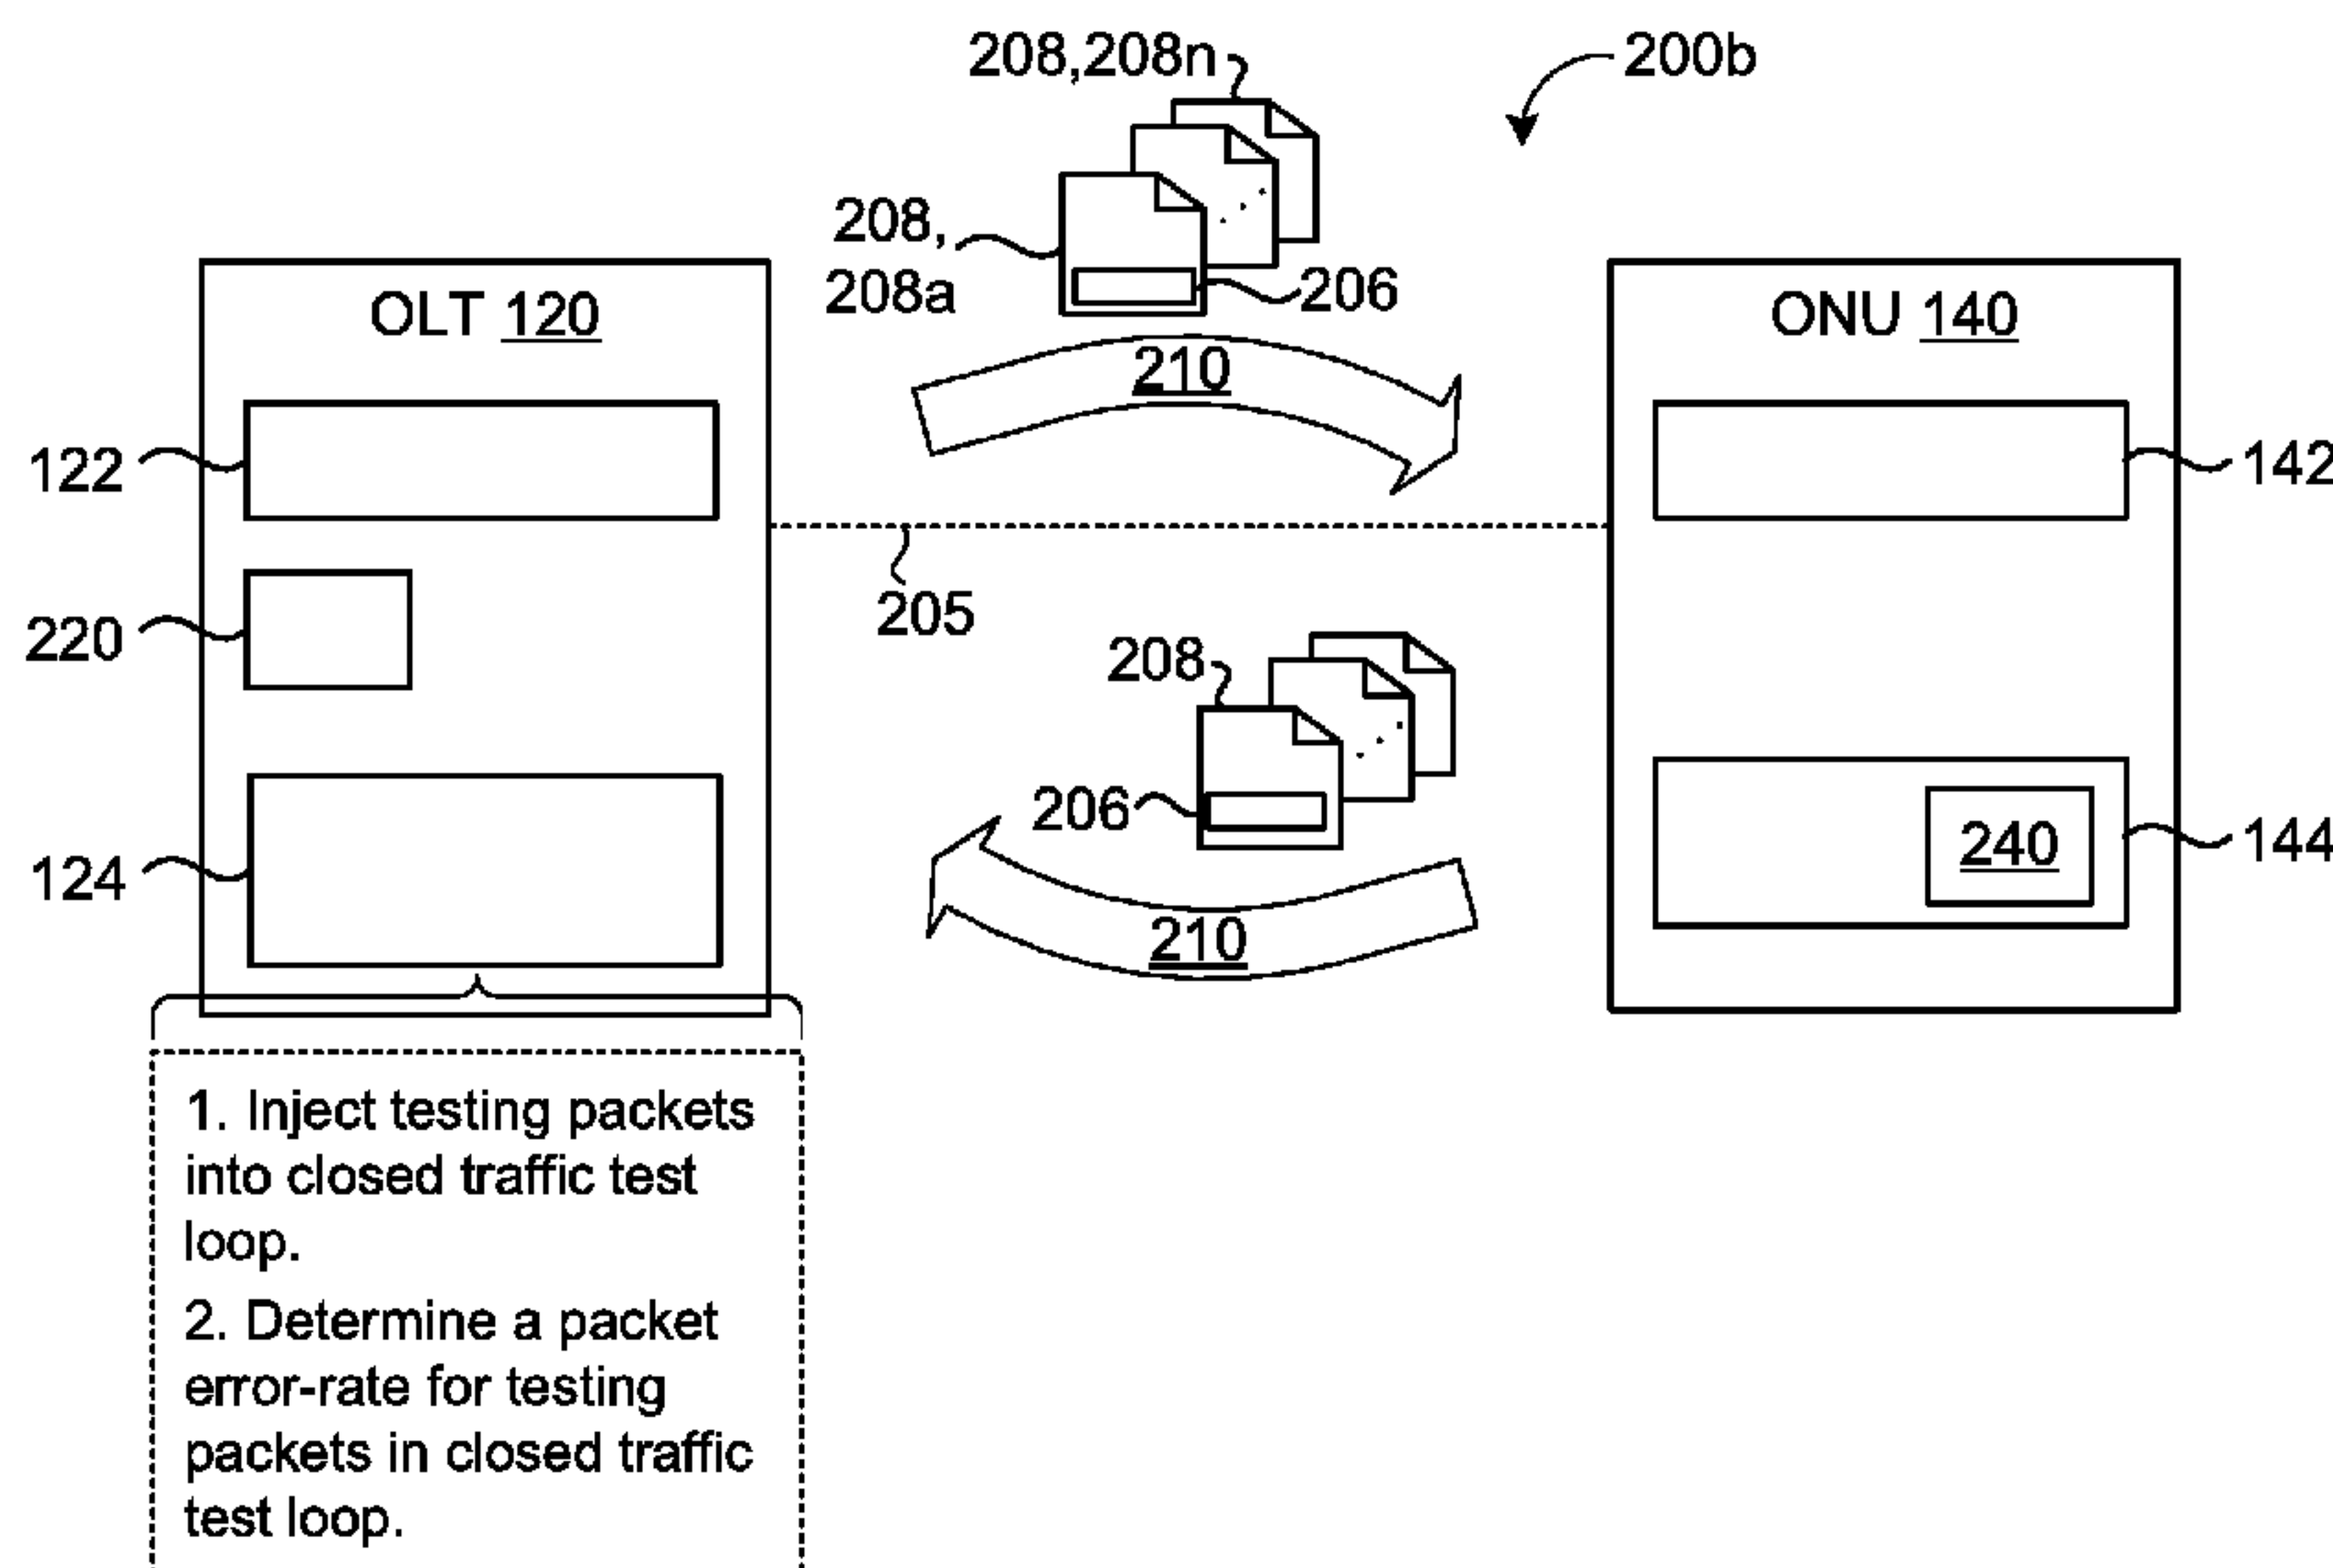 208,208n
200b
208,
208a
206
OLT 120
ONU 140
210
122
142
205
220
208
206
240
144
124
210
1. Inject testing packets
into closed traffic test
loop.
2. Determine a packet
error-rate for testing
packets in closed traffic
test loop.